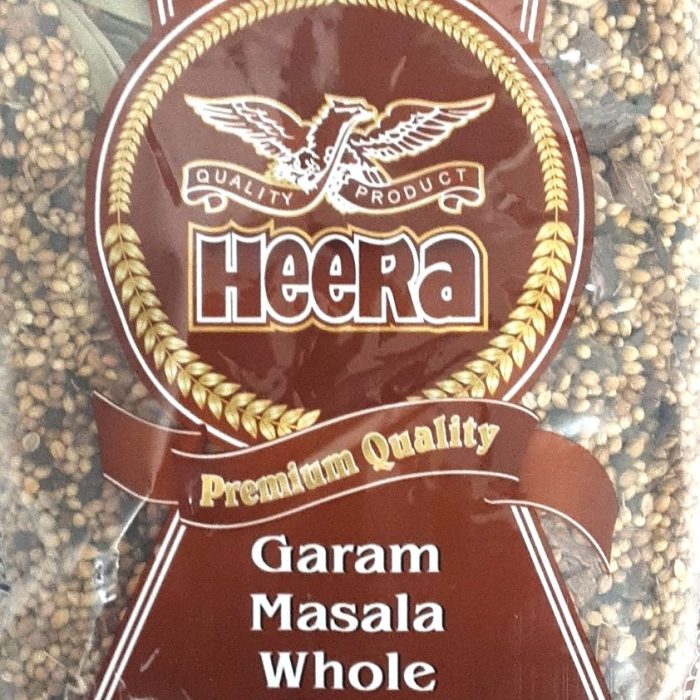 QUALITY PRODUCT
HeeRa
Premium Quality
Garam
Masala
Whole